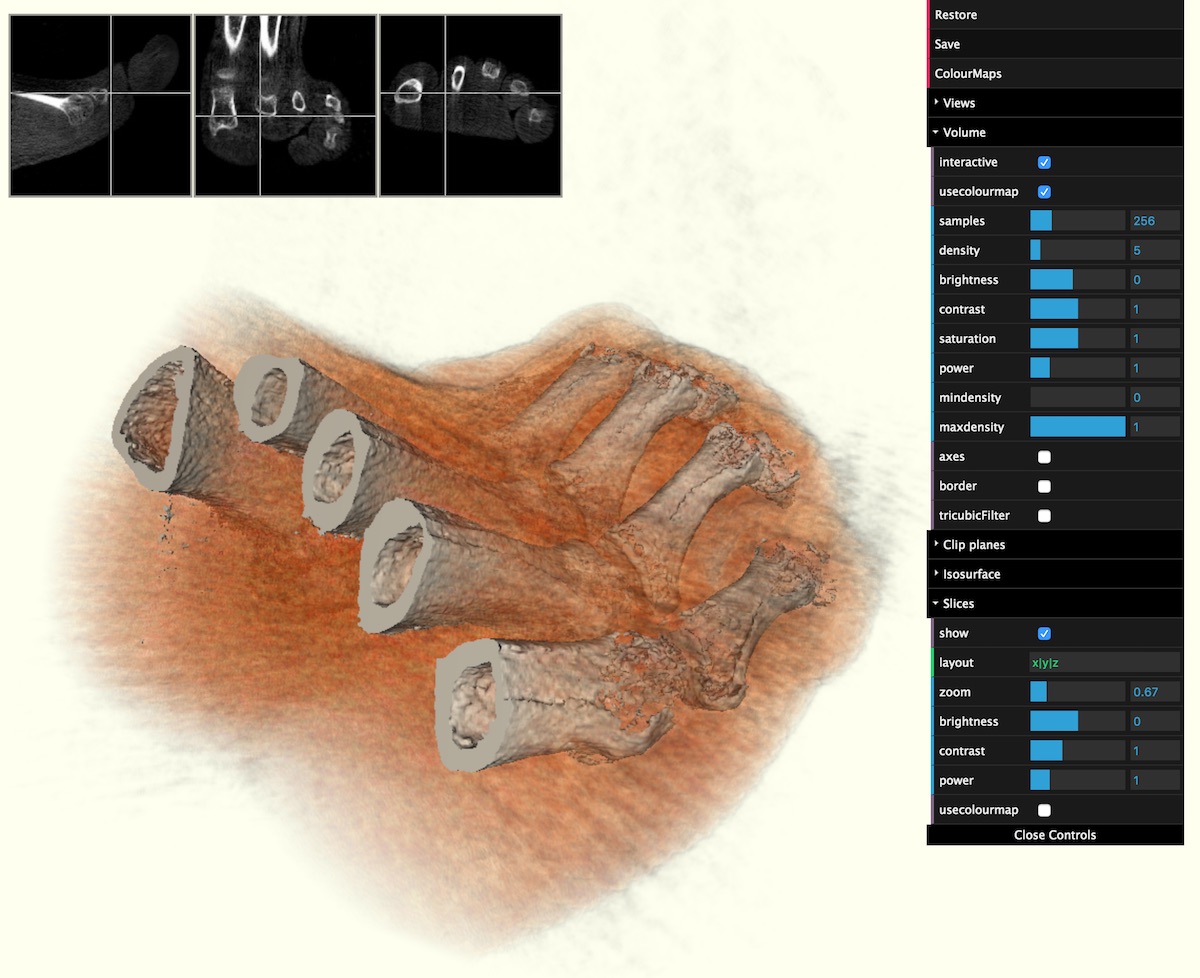 Restore
Save
ColourMaps
Views
Volume
interactive
usecolourmap
samples 256
density 5
brightness 0
contrast 1
saturation 1
power 1
mindensity 0
maxdensity 1
axes
border
tricubicFilter
Clip planes
Isosurface
Slices
show
layout x|y|z
zoom 0.67
brightness 0
contrast 1
power 1
usecolourmap
Close Controls